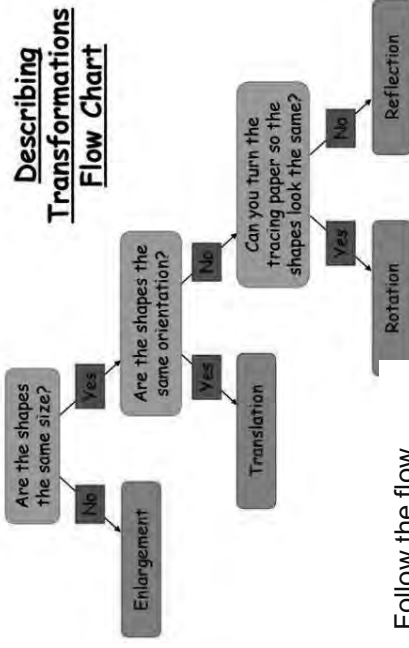 Describing
Transformations
Flow Chart
Are the shapes
the same size?
No
Yes
Enlargement
Are the shapes the
same orientation?
Yes
No
Translation
Can you turn the
tracing paper so the
shapes look the same?
Yes
No
Rotation
Reflection
Follow the flow